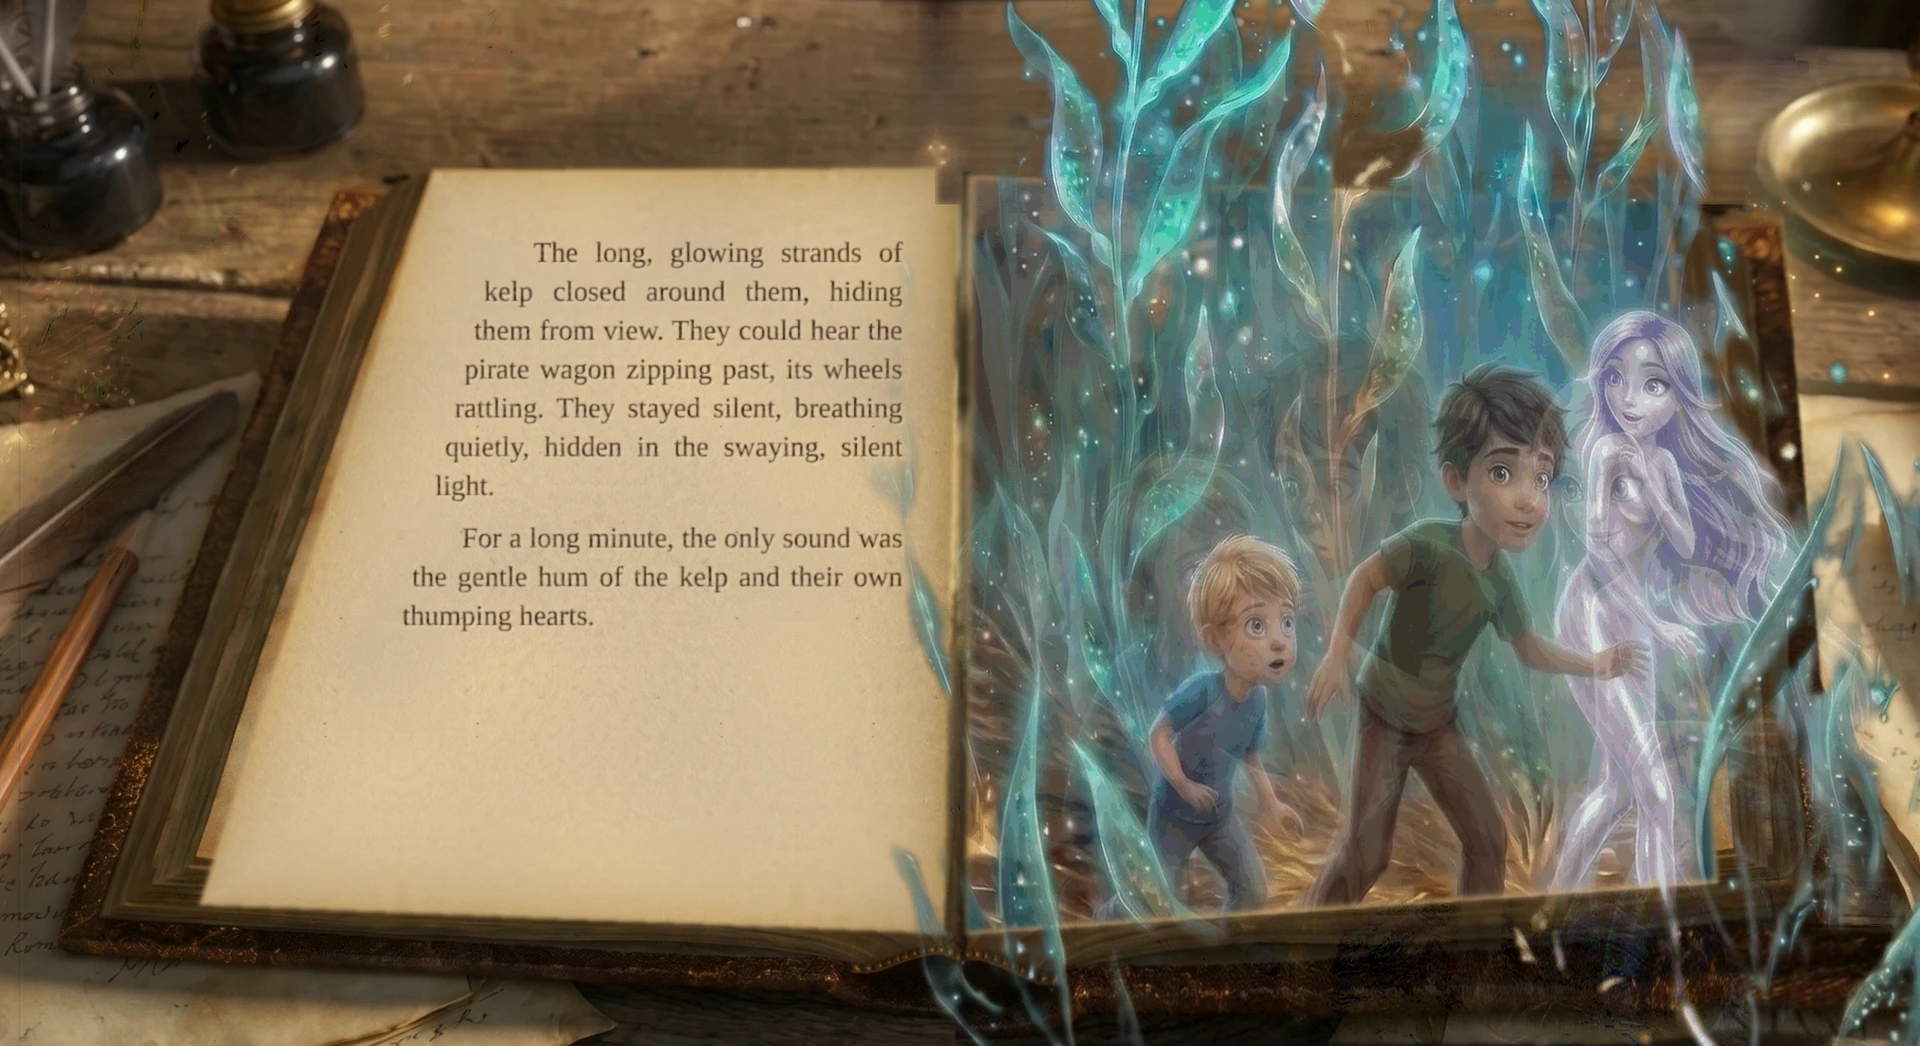 The long, glowing strands of
kelp closed around them, hiding
them from view. They could hear the
pirate wagon zipping past, its wheels
rattling. They stayed silent, breathing
quietly, hidden in the swaying, silent
light.
For a long minute, the only sound was
the gentle hum of the kelp and their own
thumping hearts.